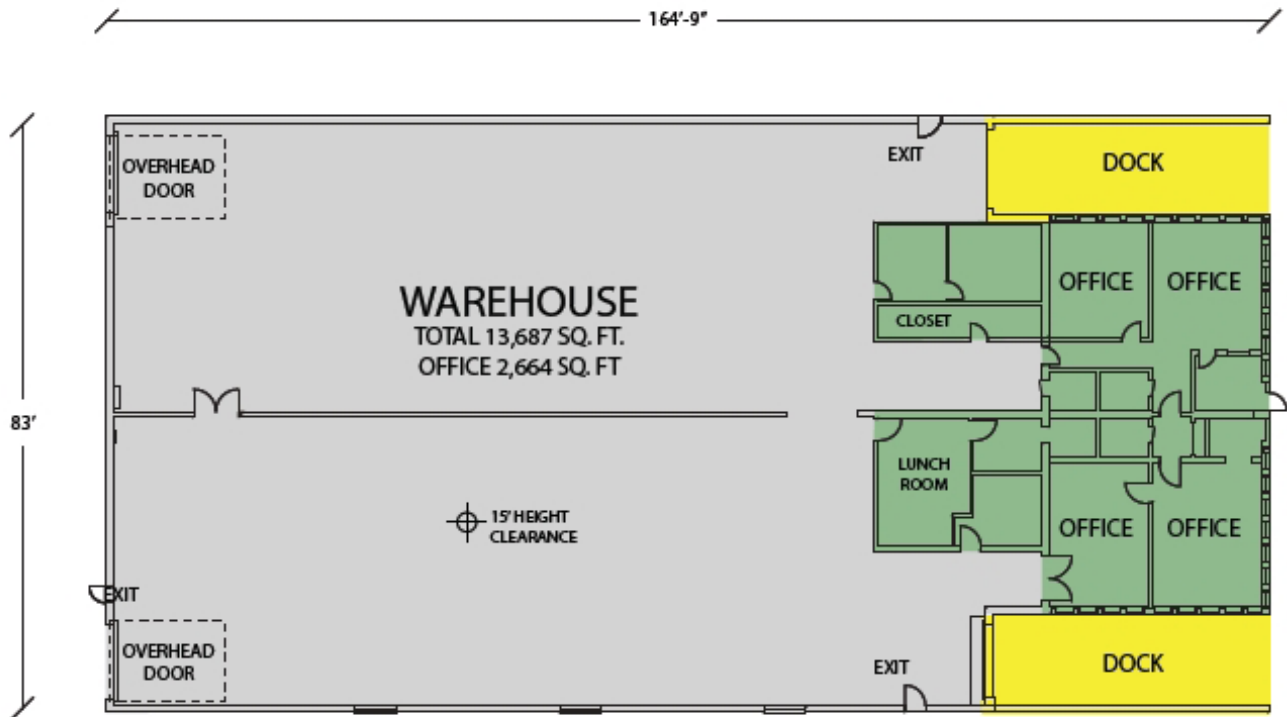 164'-9"
OVERHEAD
DOOR
EXIT
DOCK
WAREHOUSE
TOTAL 13,687 SQ. FT.
OFFICE 2,664 SQ. FT
OFFICE
OFFICE
CLOSET
83'
LUNCH
ROOM
15' HEIGHT
CLEARANCE
OFFICE
OFFICE
EXIT
OVERHEAD
DOOR
EXIT
DOCK